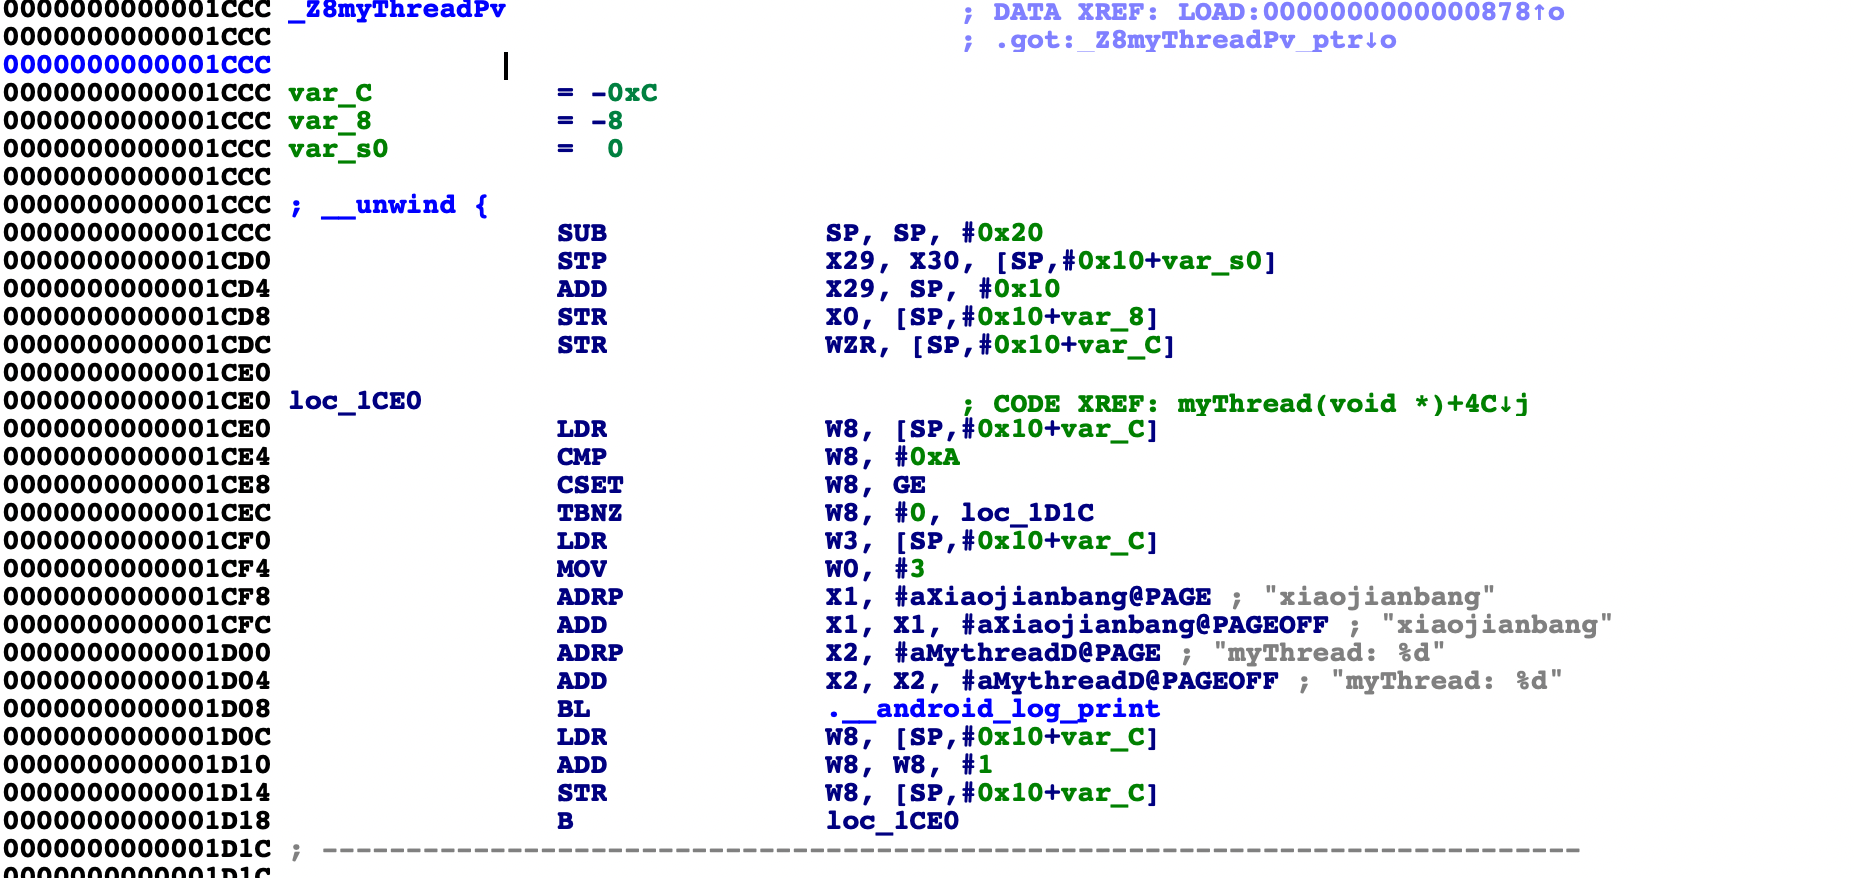 0000000000001CCC _Z8myThreadPv ; DATA XREF: LOAD:0000000000000878↑o
0000000000001CCC ; .got:_Z8myThreadPv_ptr↓o
0000000000001CCC
0000000000001CCC var_C = -0xC
0000000000001CCC var_8 = -8
0000000000001CCC var_s0 = 0
0000000000001CCC
0000000000001CCC ; __unwind {
0000000000001CCC SUB SP, SP, #0x20
0000000000001CD0 STP X29, X30, [SP,#0x10+var_s0]
0000000000001CD4 ADD X29, SP, #0x10
0000000000001CD8 STR X0, [SP,#0x10+var_8]
0000000000001CDC STR WZR, [SP,#0x10+var_C]
0000000000001CE0
0000000000001CE0 loc_1CE0 ; CODE XREF: myThread(void *)+4C↓j
0000000000001CE0 LDR W8, [SP,#0x10+var_C]
0000000000001CE4 CMP W8, #0xA
0000000000001CE8 CSET W8, GE
0000000000001CEC TBNZ W8, #0, loc_1D1C
0000000000001CF0 LDR W3, [SP,#0x10+var_C]
0000000000001CF4 MOV W0, #3
0000000000001CF8 ADRP X1, #aXiaojianbang@PAGE ; "xiaojianbang"
0000000000001CFC ADD X1, X1, #aXiaojianbang@PAGEOFF ; "xiaojianbang"
0000000000001D00 ADRP X2, #aMythreadD@PAGE ; "myThread: %d"
0000000000001D04 ADD X2, X2, #aMythreadD@PAGEOFF ; "myThread: %d"
0000000000001D08 BL .__android_log_print
0000000000001D0C LDR W8, [SP,#0x10+var_C]
0000000000001D10 ADD W8, W8, #1
0000000000001D14 STR W8, [SP,#0x10+var_C]
0000000000001D18 B loc_1CE0
0000000000001D1C ; ---------------------------------------------------------------------------
0000000000001D1C